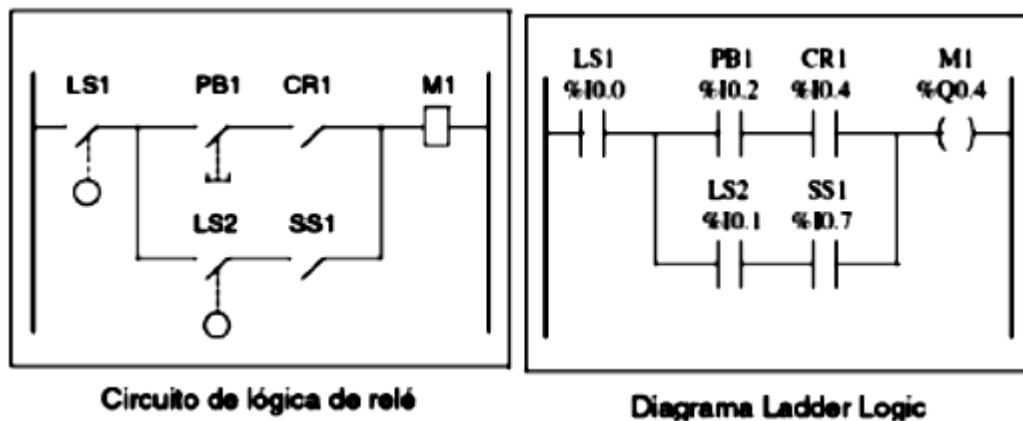 LS1 PB1 CR1 M1
LS2 SS1
Circuito de lógica de relé
LS1 PB1 CR1 M1
%I0.0 %I0.2 %I0.4 %Q0.4
LS2 SS1
%I0.1 %I0.7
Diagrama Ladder Logic